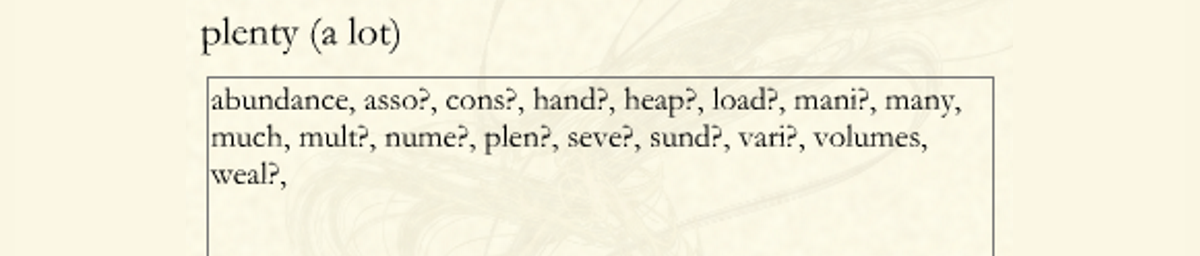 plenty (a lot)
abundance, asso?, cons?, hand?, heap?, load?, mani?, many,
much, mult?, nume?, plen?, seve?, sund?, vari?, volumes,
weal?,